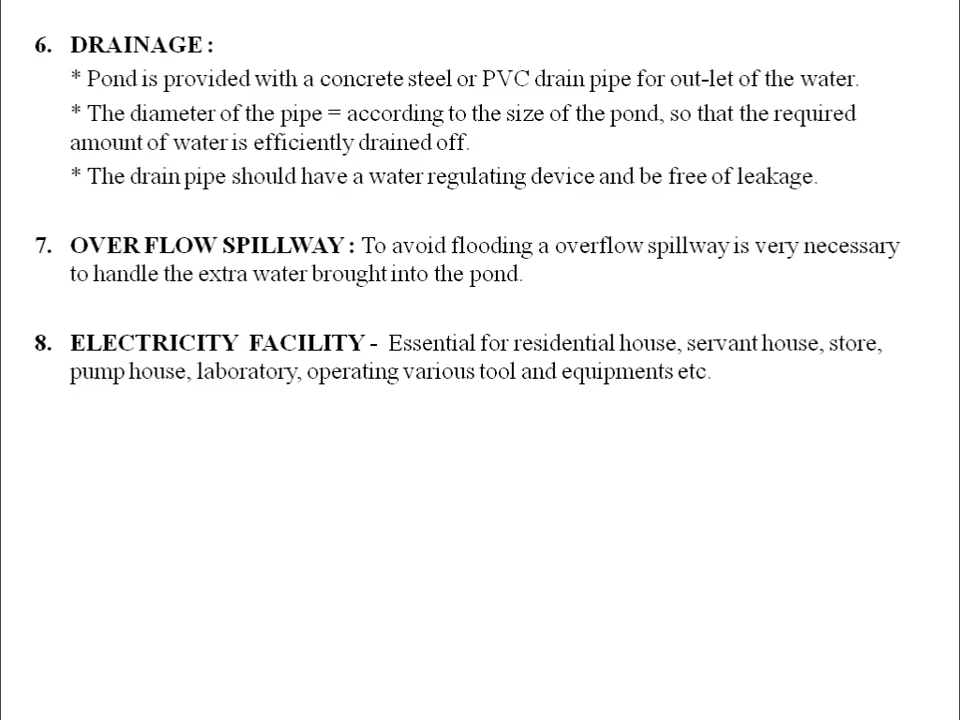 6. DRAINAGE :
* Pond is provided with a concrete steel or PVC drain pipe for out-let of the water.
* The diameter of the pipe = according to the size of the pond, so that the required
amount of water is efficiently drained off.
* The drain pipe should have a water regulating device and be free of leakage.
7. OVER FLOW SPILLWAY : To avoid flooding a overflow spillway is very necessary
to handle the extra water brought into the pond.
8. ELECTRICITY FACILITY - Essential for residential house, servant house, store,
pump house, laboratory, operating various tool and equipments etc.